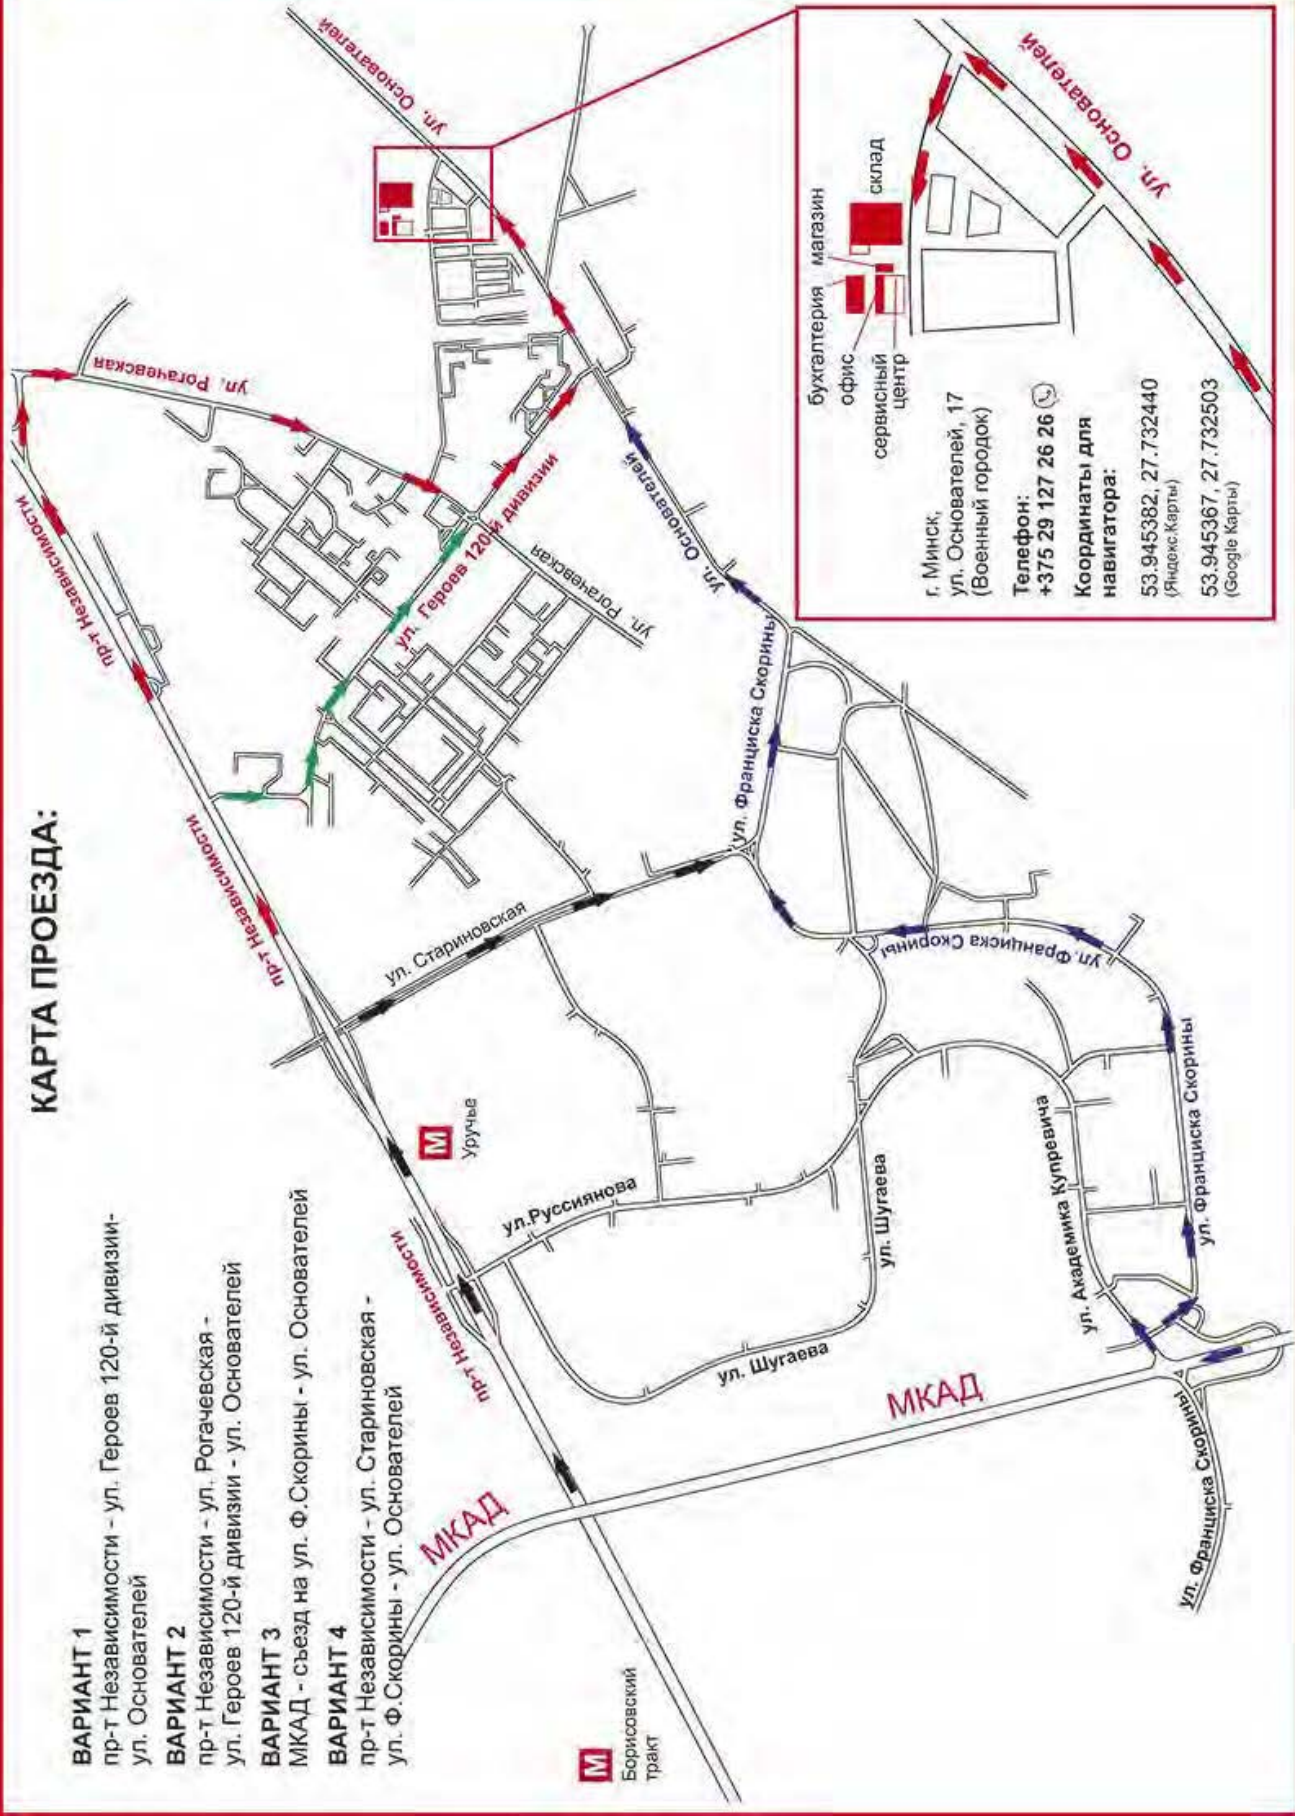 КАРТА ПРОЕЗДА:
ВАРИАНТ 1
пр-т Независимости - ул. Героев 120-й дивизии-
ул. Основателей
ВАРИАНТ 2
пр-т Независимости - ул. Рогачевская -
ул. Героев 120-й дивизии - ул. Основателей
ВАРИАНТ 3
МКАД - съезд на ул. Ф.Скорины - ул. Основателей
ВАРИАНТ 4
пр-т Независимости - ул. Стариновская -
ул. Ф.Скорины - ул. Основателей
М
Борисовский
тракт
МКАД
МКАД
пр-т Независимости
М
Уручье
пр-т Независимости
пр-т Независимости
пр-т Независимости
ул. Рогачевская
ул. Основателей
ул. Стариновская
ул. Героев 120-й дивизии
ул. Рогачевская
ул. Основателей
ул.Руссиянова
ул. Шугаева
ул. Шугаева
ул. Франциска Скорины
ул.Франциска Скорины
ул. Академика Купревича
ул. Франциска Скорины
ул. Франциска Скорины
бухгалтерия
магазин
офис
склад
сервисный
центр
ул. Основателей
г. Минск,
ул. Основателей, 17
(Военный городок)
Телефон:
+375 29 127 26 26
Координаты для
навигатора:
53.945382, 27.732440
(Яндекс.Карты)
53.945367, 27.732503
(Google Карты)